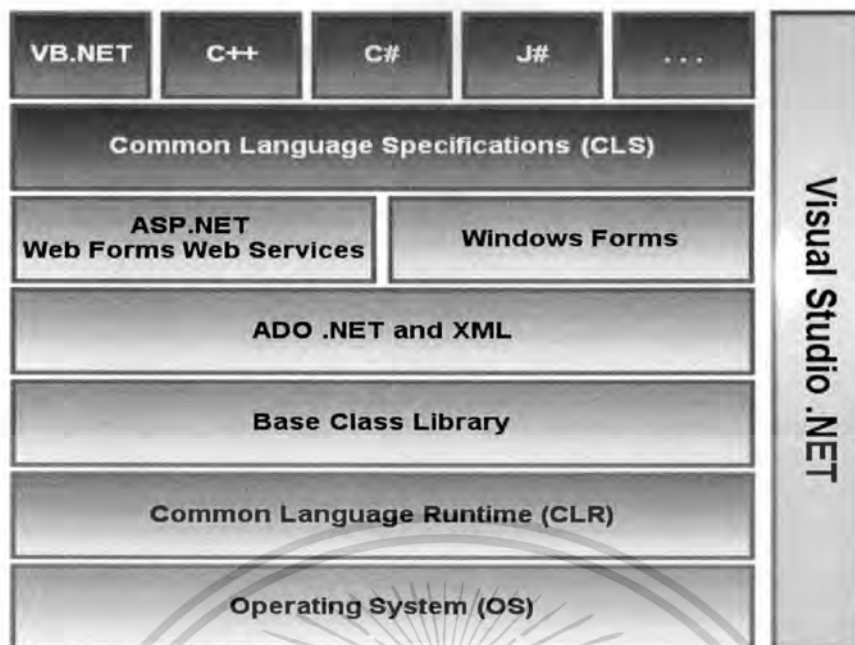 VB.NET
C++
C#
J#
. . .
Common Language Specifications (CLS)
ASP.NET
Web Forms Web Services
Windows Forms
ADO .NET and XML
Base Class Library
Common Language Runtime (CLR)
Operating System (OS)
Visual Studio .NET